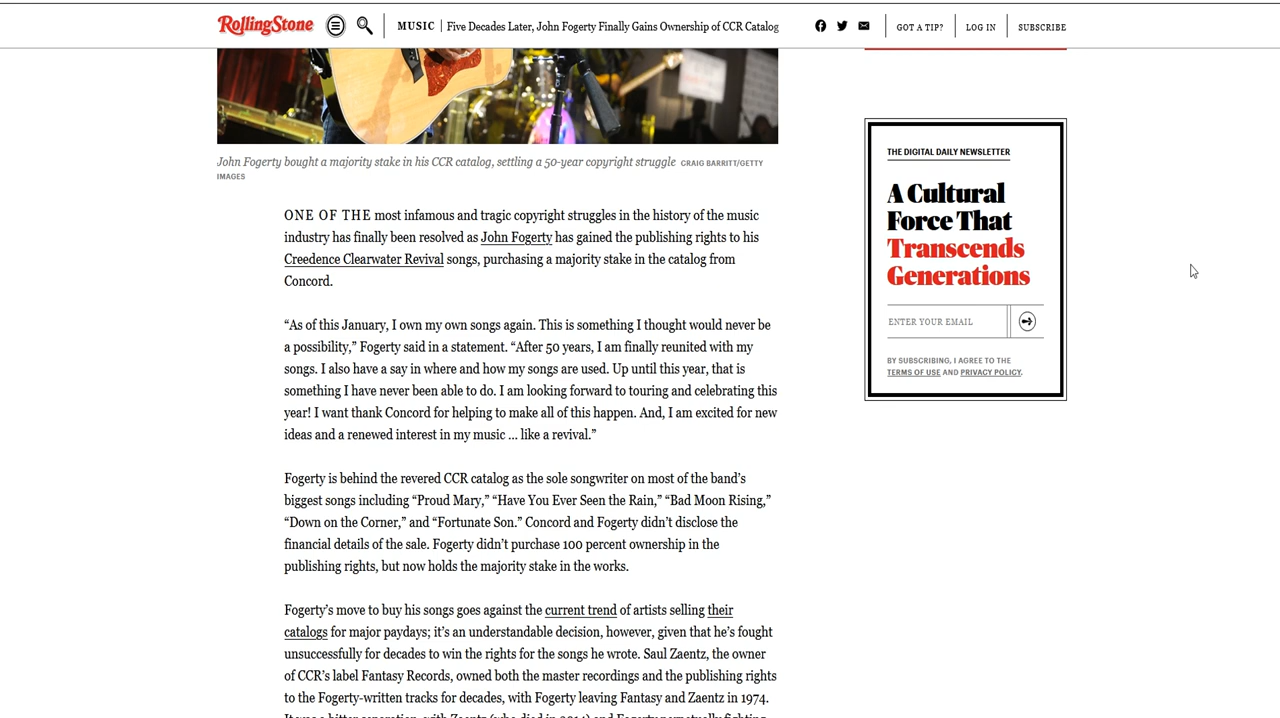 RollingStone
MUSIC | Five Decades Later, John Fogerty Finally Gains Ownership of CCR Catalog
GOT A TIP?
LOG IN
SUBSCRIBE
John Fogerty bought a majority stake in his CCR catalog, settling a 50-year copyright struggle CRAIG BARRITT/GETTY
IMAGES
ONE OF THE most infamous and tragic copyright struggles in the history of the music
industry has finally been resolved as John Fogerty has gained the publishing rights to his
Creedence Clearwater Revival songs, purchasing a majority stake in the catalog from
Concord.
“As of this January, I own my own songs again. This is something I thought would never be
a possibility,” Fogerty said in a statement. “After 50 years, I am finally reunited with my
songs. I also have a say in where and how my songs are used. Up until this year, that is
something I have never been able to do. I am looking forward to touring and celebrating this
year! I want thank Concord for helping to make all of this happen. And, I am excited for new
ideas and a renewed interest in my music ... like a revival.”
Fogerty is behind the revered CCR catalog as the sole songwriter on most of the band’s
biggest songs including “Proud Mary,” “Have You Ever Seen the Rain,” “Bad Moon Rising,”
“Down on the Corner,” and “Fortunate Son.” Concord and Fogerty didn’t disclose the
financial details of the sale. Fogerty didn’t purchase 100 percent ownership in the
publishing rights, but now holds the majority stake in the works.
Fogerty’s move to buy his songs goes against the current trend of artists selling their
catalogs for major paydays; it’s an understandable decision, however, given that he’s fought
unsuccessfully for decades to win the rights for the songs he wrote. Saul Zaentz, the owner
of CCR’s label Fantasy Records, owned both the master recordings and the publishing rights
to the Fogerty-written tracks for decades, with Fogerty leaving Fantasy and Zaentz in 1974.
It was a bitter separation, with Zaentz (who died in 2014) and Fogerty perpetually fighting
THE DIGITAL DAILY NEWSLETTER
A Cultural
Force That
Transcends
Generations
ENTER YOUR EMAIL
BY SUBSCRIBING, I AGREE TO THE
TERMS OF USE AND PRIVACY POLICY.